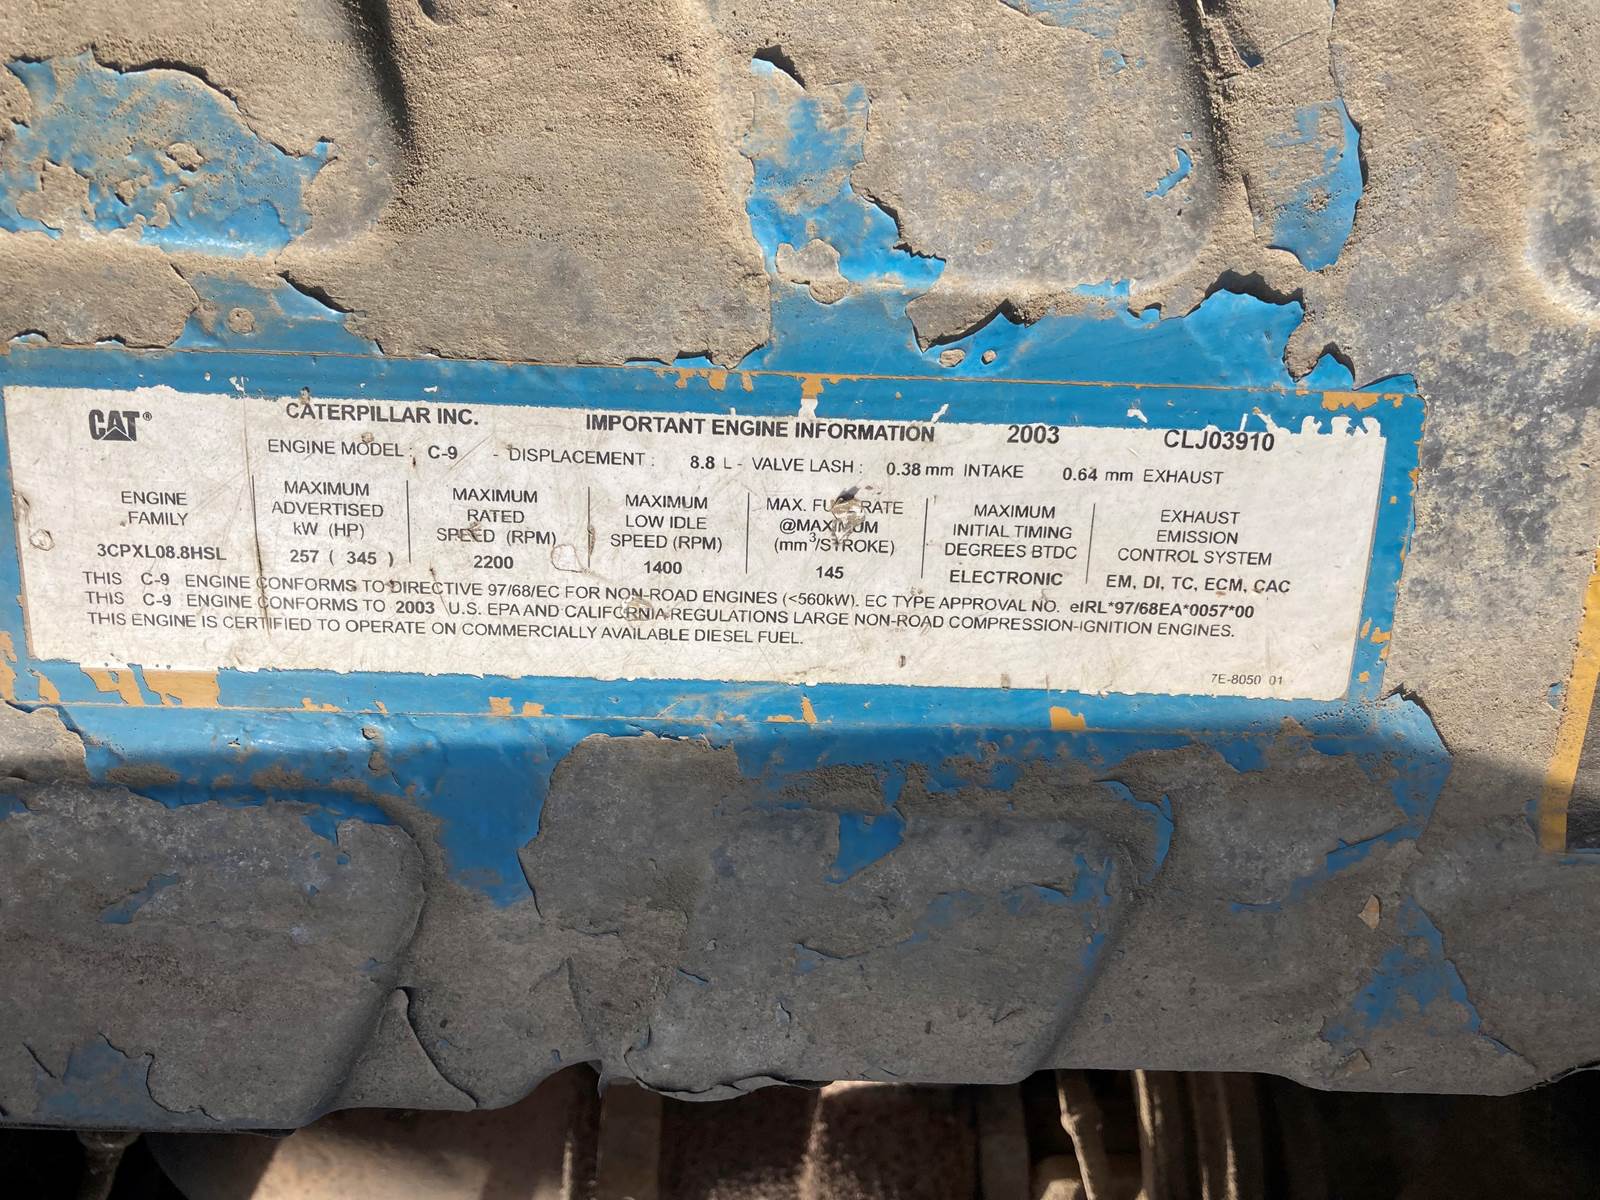 CAT® CATERPILLAR INC. IMPORTANT ENGINE INFORMATION 2003 CLJ03910
ENGINE MODEL: C-9 - DISPLACEMENT: 8.8 L - VALVE LASH: 0.38 mm INTAKE 0.64 mm EXHAUST
ENGINE
FAMILY
3CPXL08.8HSL
MAXIMUM
ADVERTISED
kW (HP)
257 ( 345 )
MAXIMUM
RATED
SPEED (RPM)
2200
MAXIMUM
LOW IDLE
SPEED (RPM)
1400
MAX. RATE
@MAXIMUM
(mm³/STROKE)
145
MAXIMUM
INITIAL TIMING
DEGREES BTDC
ELECTRONIC
EXHAUST
EMISSION
CONTROL SYSTEM
EM, DI, TC, ECM, CAC
THIS C-9 ENGINE CONFORMS TO DIRECTIVE 97/68/EC FOR NON-ROAD ENGINES (<560kW). EC TYPE APPROVAL NO. eIRL*97/68EA*0057*00
THIS C-9 ENGINE CONFORMS TO 2003 U.S. EPA AND CALIFORNIA REGULATIONS LARGE NON-ROAD COMPRESSION-IGNITION ENGINES.
THIS ENGINE IS CERTIFIED TO OPERATE ON COMMERCIALLY AVAILABLE DIESEL FUEL.
7E-8050 01